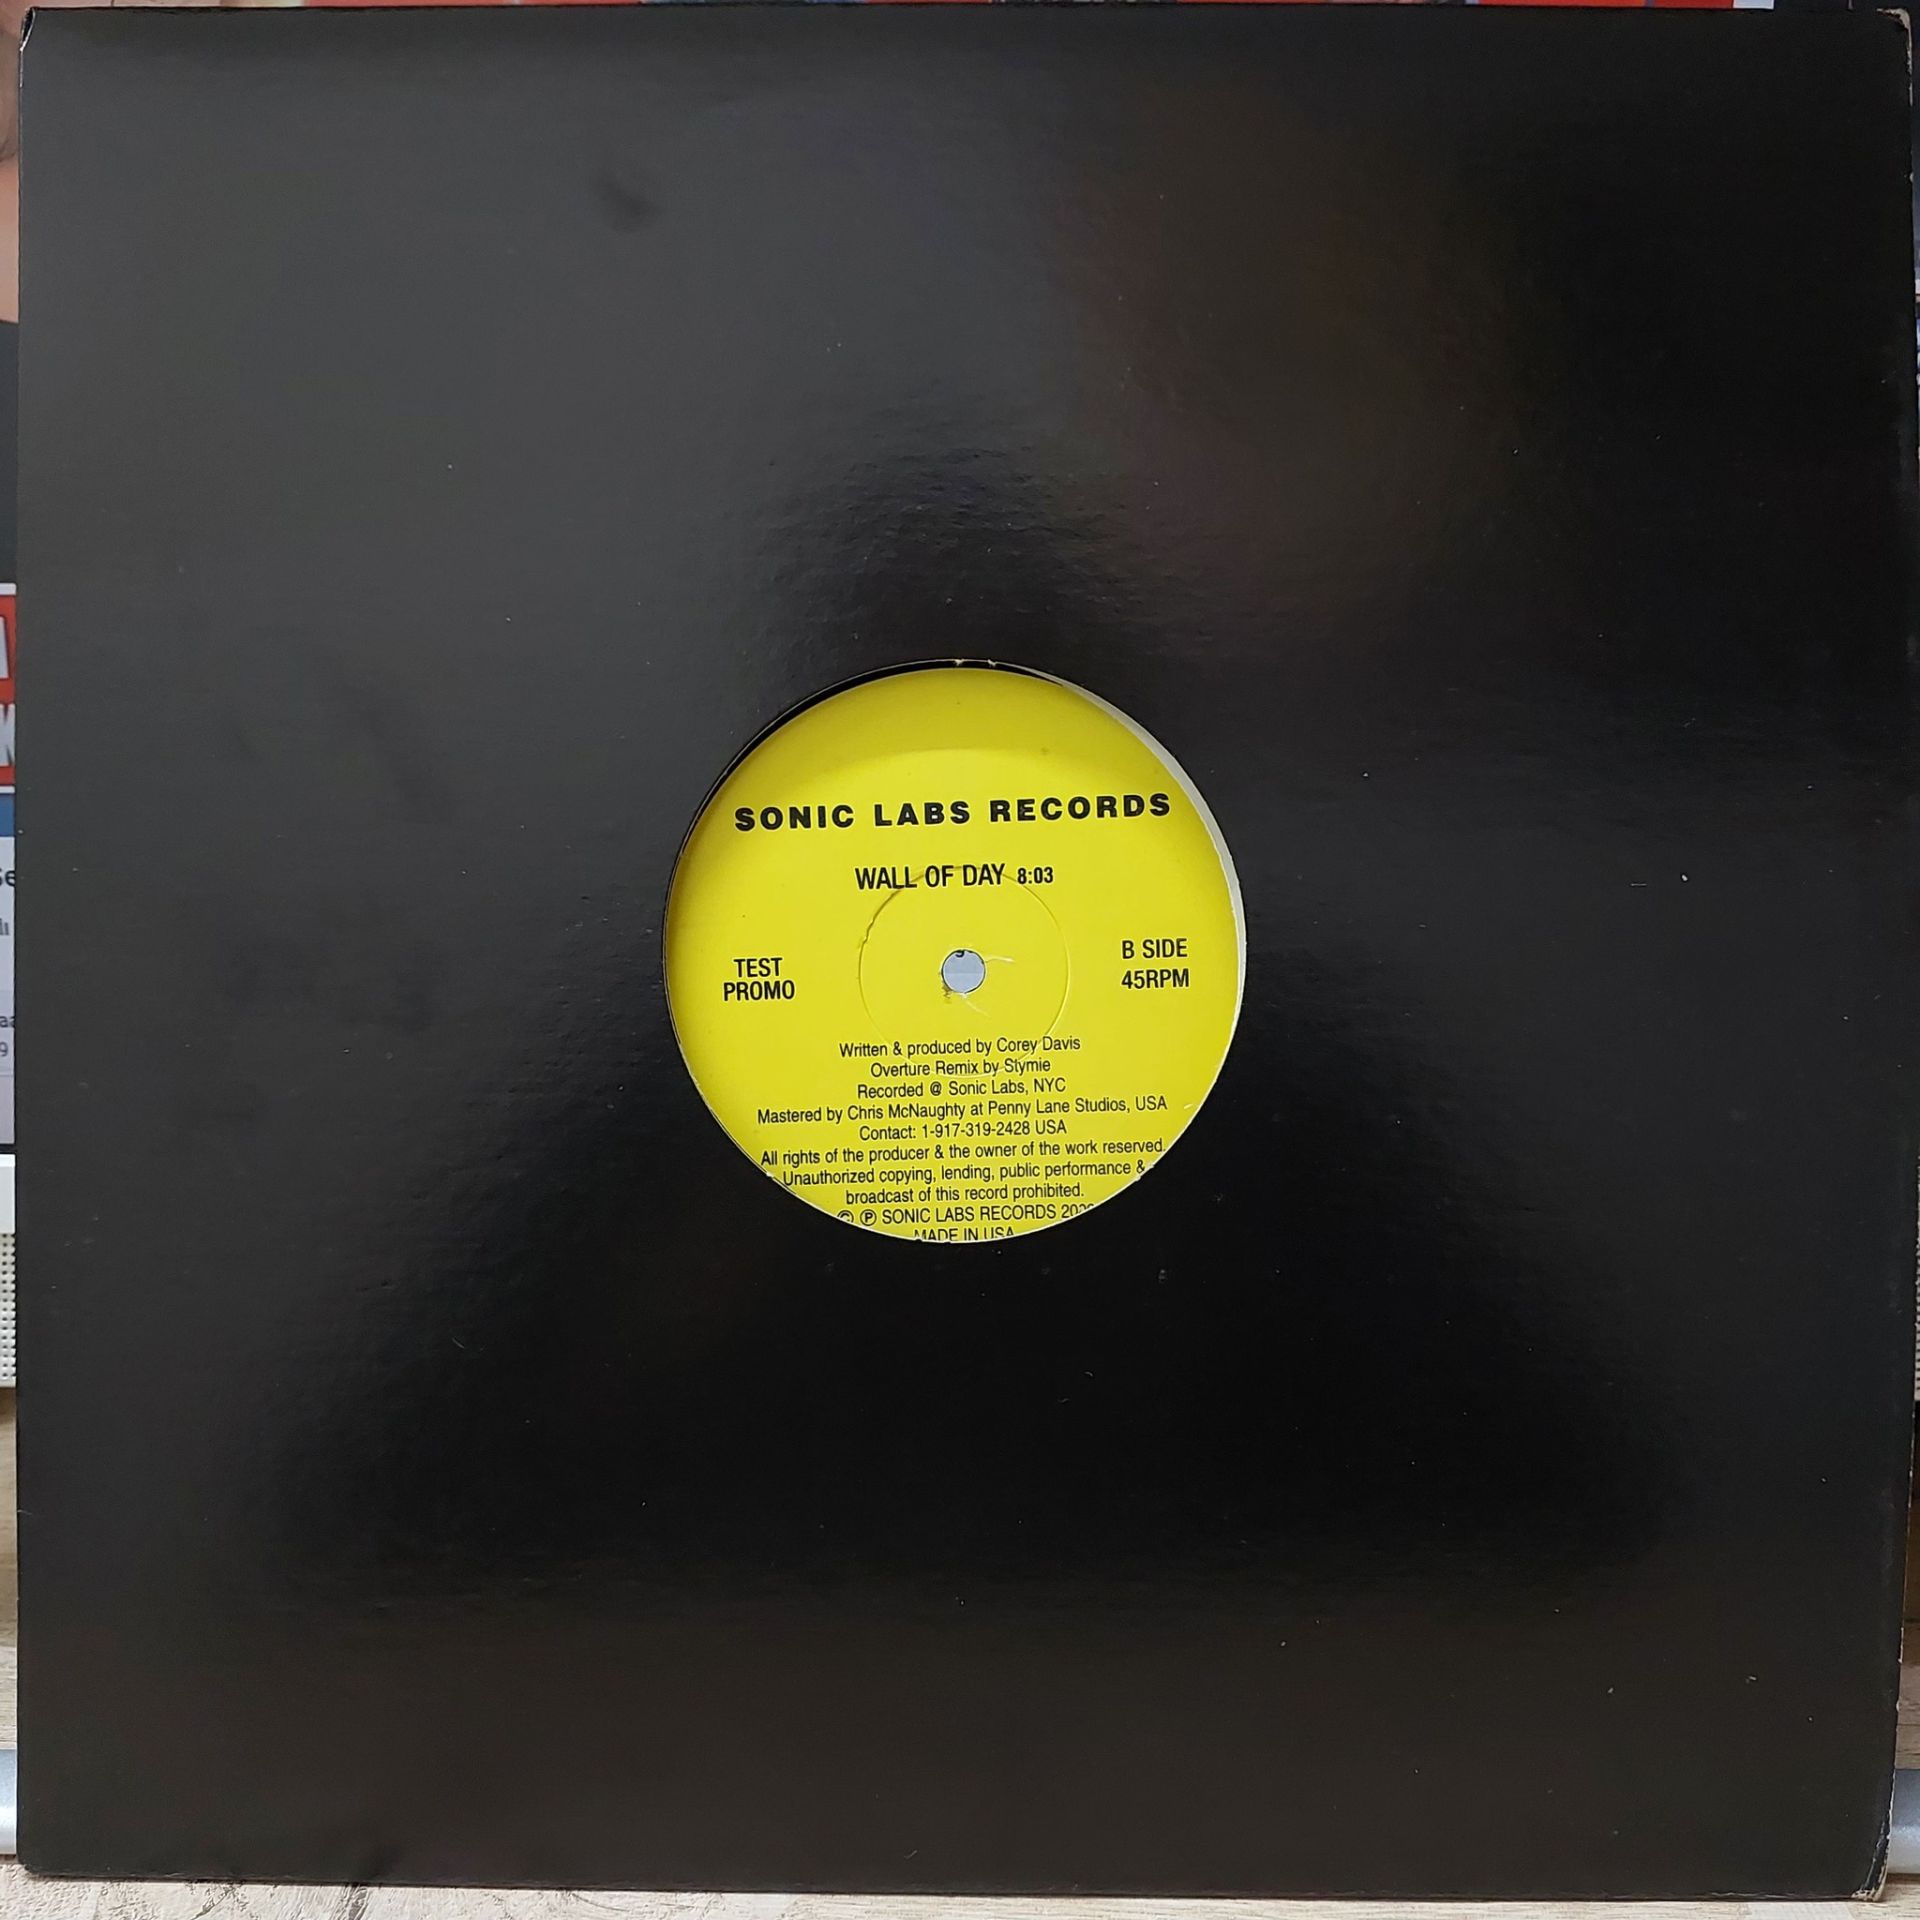 SONIC LABS RECORDS
WALL OF DAY 8:03
TEST
PROMO
B SIDE
45RPM
Written & produced by Corey Davis
Overture Remix by Stymie
Recorded @ Sonic Labs, NYC
Mastered by Chris McNaughty at Penny Lane Studios, USA
Contact: 1-917-319-2428 USA
All rights of the producer & the owner of the work reserved.
Unauthorized copying, lending, public performance &
broadcast of this record prohibited.
© ℗ SONIC LABS RECORDS
MADE IN USA